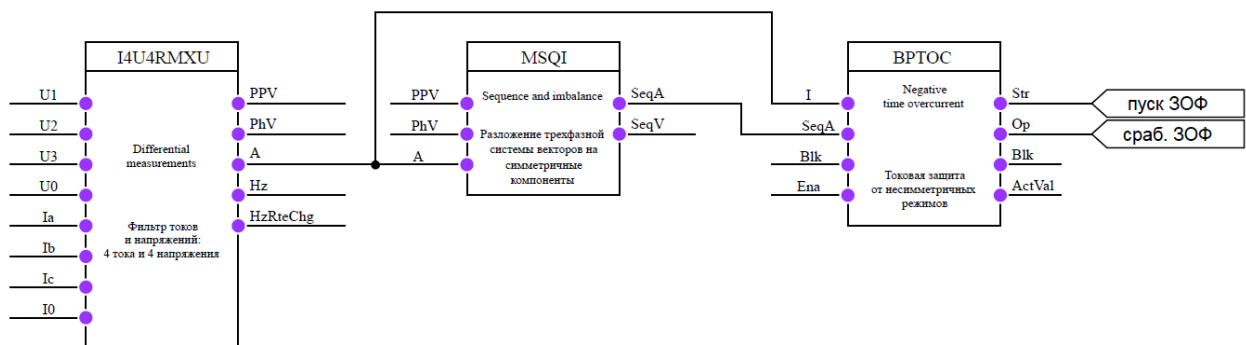 I4U4RMXU
U1
U2
U3
U0
Ia
Ib
Ic
I0
Differential
measurements
Фильтр токов
и напряжений:
4 тока и 4 напряжения
PPV
PhV
A
Hz
HzRteChg
MSQI
PPV
PhV
A
Sequence and imbalance
Разложение трехфазной
системы векторов на
симметричные
компоненты
SeqA
SeqV
BPTOC
I
SeqA
Blk
Ena
Negative
time overcurrent
Токовая защита
от несимметричных
режимов
Str
Op
Blk
ActVal
пуск ЗОФ
сраб. ЗОФ